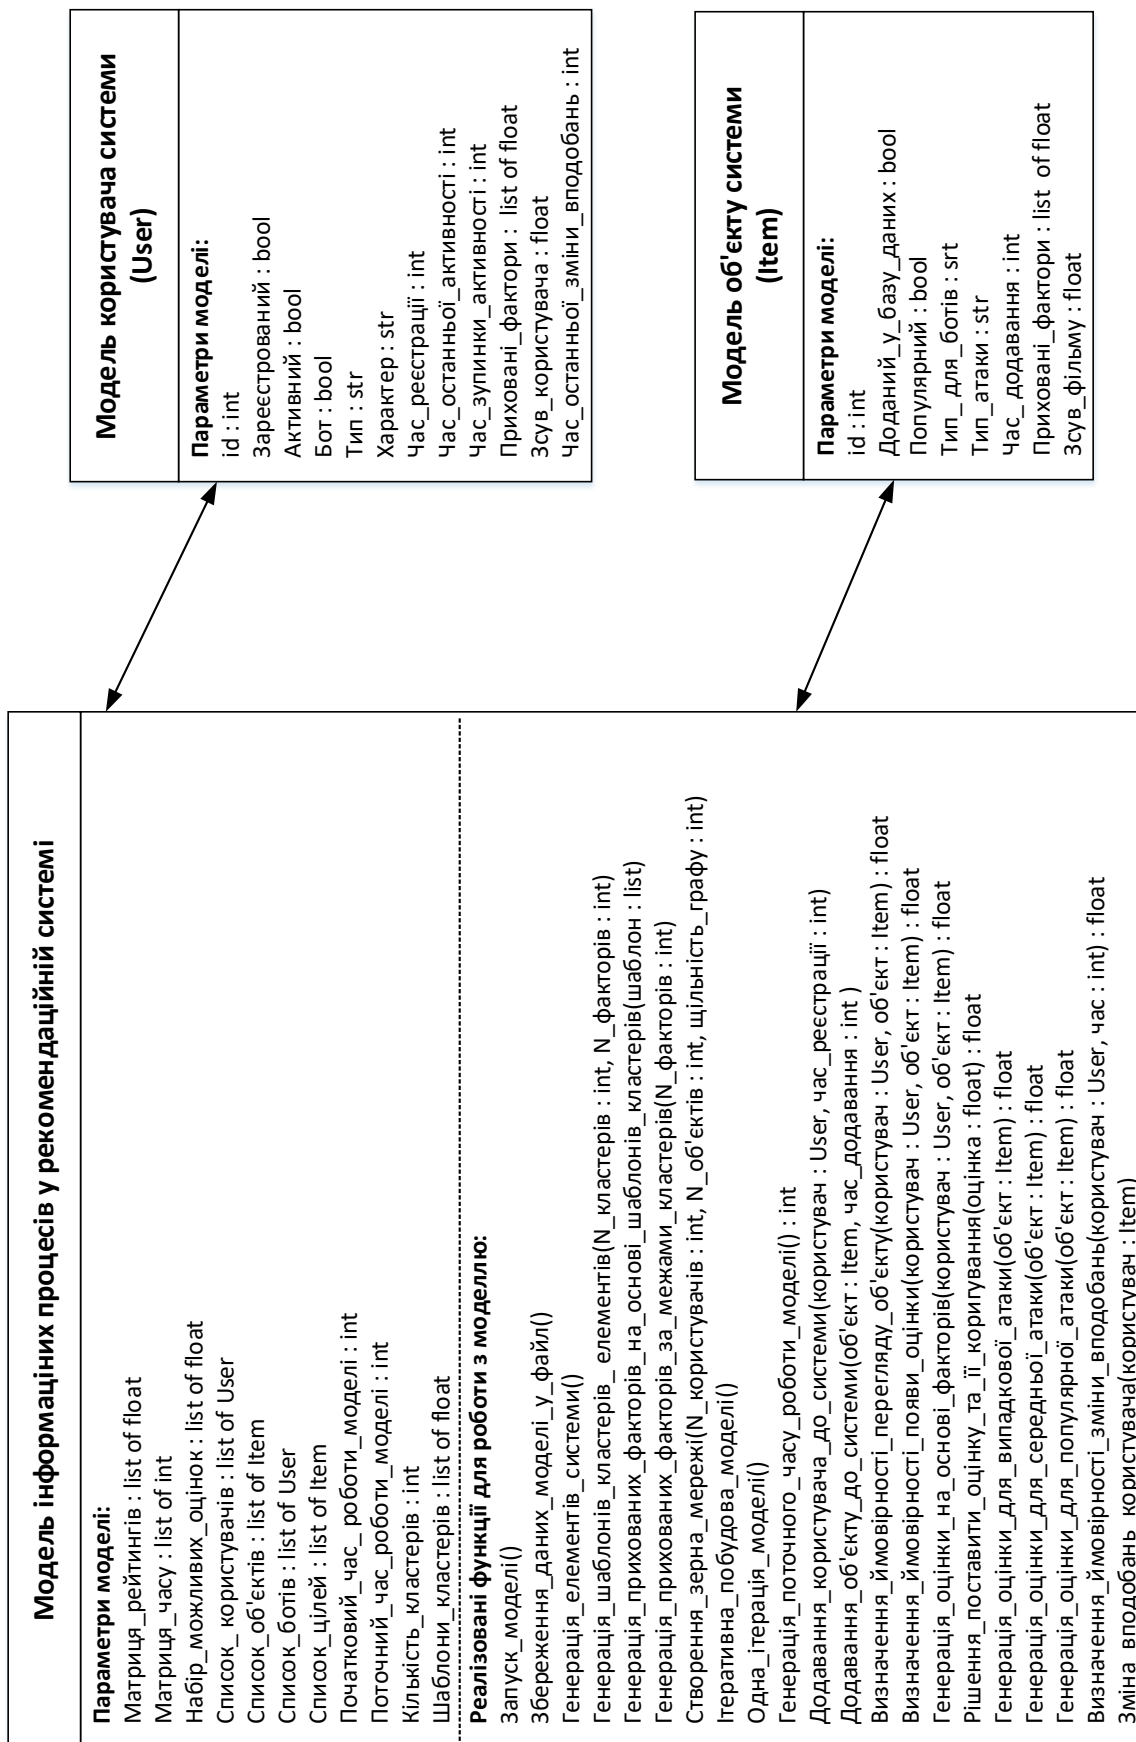 Модель інформаціних процесів у рекомендаційній системі
Параметри моделі:
Матриця_рейтингів : list of float
Матриця_часу : list of int
Набір_можливих_оцінок : list of float
Список_ користувачів : list of User
Список_об'єктів : list of Item
Список_ботів : list of User
Список_цілей : list of Item
Початковий_час_ роботи_моделі : int
Поточний_час_роботи_моделі : int
Кількість_кластерів : int
Шаблони_кластерів : list of float
Реалізовані функції для роботи з моделлю:
Запуск_моделі()
Збереження_даних_моделі_у_файл()
Генерація_елементів_системи()
Генерація_шаблонів_кластерів_ елементів(N_кластерів : int, N_факторів : int)
Генерація_прихованих_факторів_на_основі_шаблонів_кластерів(шаблон : list)
Генерація_прихованих_факторів_за_межами_кластерів(N_факторів : int)
Створення_зерна_мережі(N_користувачів : int, N_об'єктів : int, щільність_графу : int)
Ітеративна_побудова_моделі()
Одна_ітерація_моделі()
Генерація_поточного_часу_роботи_моделі() : int
Додавання_користувача_до_системи(користувач : User, час_реєстрації : int)
Додавання_об'єкту_до_системи(об'єкт : Item, час_додавання : int )
Визначення_ймовірності_перегляду_об'єкту(користувач : User, об'єкт : Item) : float
Визначення_ймовірності_появи_оцінки(користувач : User, об'єкт : Item) : float
Генерація_оцінки_на_основі_факторів(користувач : User, об'єкт : Item) : float
Рішення_поставити_оцінку_та_її_коригування(оцінка : float) : float
Генерація_оцінки_для_випадкової_атаки(об'єкт : Item) : float
Генерація_оцінки_для_середньої_атаки(об'єкт : Item) : float
Генерація_оцінки_для_популярної_атаки(об'єкт : Item) : float
Визначення_ймовірності_зміни_вподобань(користувач : User, час : int) : float
Зміна_вподобань_користувача(користувач : Item)
Модель користувача системи
(User)
Параметри моделі:
id : int
Зареєстрований : bool
Активний : bool
Бот : bool
Тип : str
Характер : str
Час_реєстрації : int
Час_останньої_активності : int
Час_зупинки_активності : int
Приховані_фактори : list of float
Зсув_користувача : float
Час_останньої_зміни_вподобань : int
Модель об'єкту системи
(Item)
Параметри моделі:
id : int
Доданий_у_базу_даних : bool
Популярний : bool
Тип_ для_ботів : srt
Тип_атаки : str
Час_додавання : int
Приховані_фактори : list of float
Зсув_фільму : float